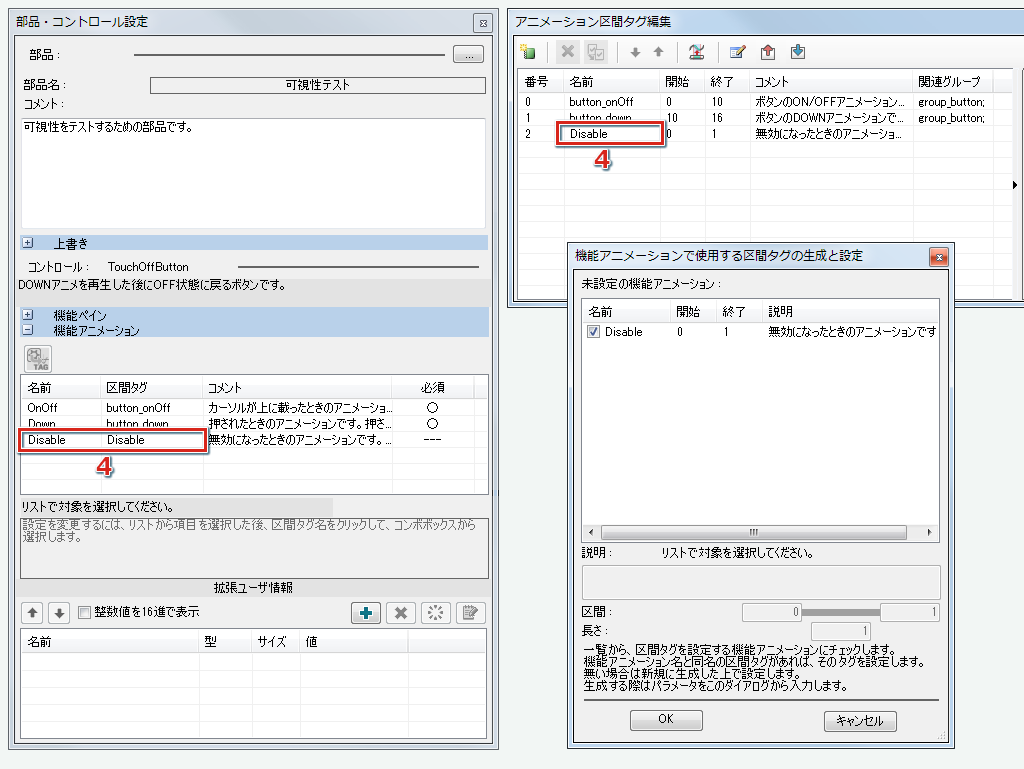 部品・コントロール設定
部品：
...
部品名：
可視性テスト
コメント：
可視性をテストするための部品です。
上書き
コントロール： TouchOffButton
DOWNアニメを再生した後にOFF状態に戻るボタンです。
機能ペイン
機能アニメーション
TAG
名前 区間タグ コメント 必須
OnOff button_onOff カーソルが上に載ったときのアニメーショ... ○
Down button_down 押されたときのアニメーションです。押さ... ○
Disable Disable 無効になったときのアニメーションです。... ---
4
リストで対象を選択してください。
設定を変更するには、リストから項目を選択した後、区間タグ名をクリックして、コンボボックスから
選択します。
拡張ユーザ情報
整数値を16進で表示
名前 型 サイズ 値
アニメーション区間タグ編集
番号 名前 開始 終了 コメント 関連グループ
0 button_onOff 0 10 ボタンのON/OFFアニメーション... group_button;
1 button_down 10 16 ボタンのDOWNアニメーションで... group_button;
2 Disable 0 1 無効になったときのアニメーショ...
4
機能アニメーションで使用する区間タグの生成と設定
未設定の機能アニメーション：
名前 開始 終了 説明
Disable 0 1 無効になったときのアニメーションです
説明： リストで対象を選択してください。
区間： 0 1
長さ： 1
一覧から、区間タグを設定する機能アニメーションにチェックします。
機能アニメーション名と同名の区間タグがあれば、そのタグを設定します。
無い場合は新規に生成した上で設定します。
生成する際はパラメータをこのダイアログから入力します。
OK キャンセル